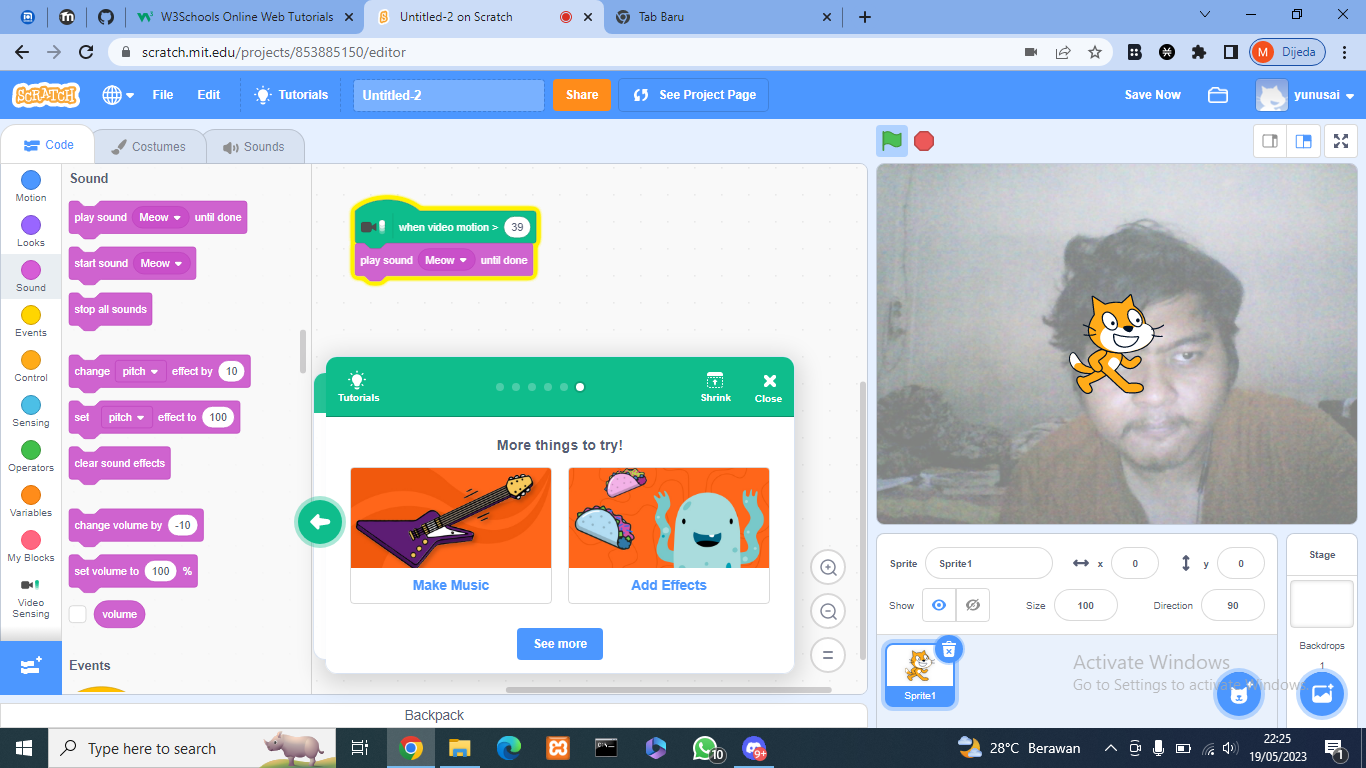 W3Schools Online Web Tutorials
Untitled-2 on Scratch
Tab Baru
scratch.mit.edu/projects/853885150/editor
M Dijeda
SCRATCH
File
Edit
Tutorials
Untitled-2
Share
See Project Page
Save Now
yunusai
Code
Costumes
Sounds
Motion
Looks
Sound
Events
Control
Sensing
Operators
Variables
My Blocks
Video
Sensing
Sound
play sound Meow until done
start sound Meow
stop all sounds
change pitch effect by 10
set pitch effect to 100
clear sound effects
change volume by -10
set volume to 100 %
volume
Events
when video motion > 39
play sound Meow until done
Tutorials
Shrink
Close
More things to try!
Make Music
Add Effects
See more
Backpack
Sprite Sprite1 x 0 y 0
Show Size 100 Direction 90
Sprite1
Stage
Backdrops
1
Activate Windows
Go to Settings to activate Windows.
Type here to search
10
9+
28°C Berawan
22:25
19/05/2023
1